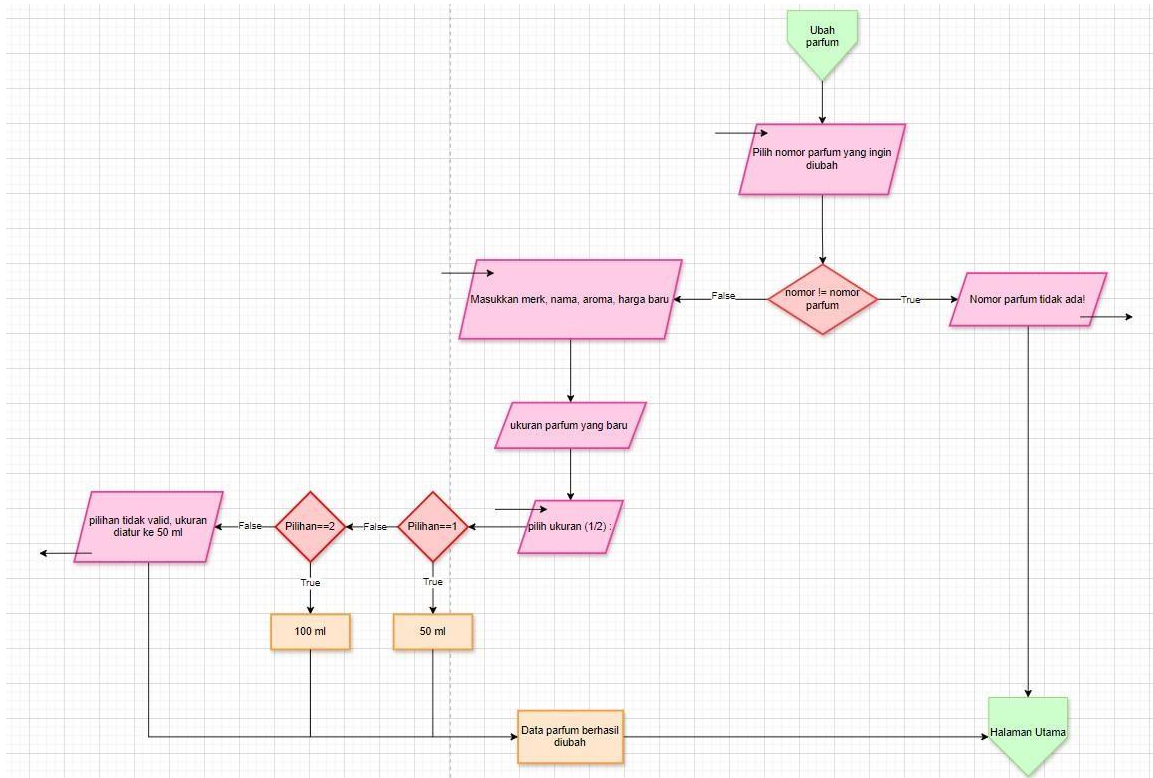 Ubah
parfum
Pilih nomor parfum yang ingin
diubah
Masukkan merk, nama, aroma, harga baru
False
nomor != nomor
parfum
True
Nomor parfum tidak ada!
ukuran parfum yang baru
pilihan tidak valid, ukuran
diatur ke 50 ml
False
Pilihan==2
False
Pilihan==1
pilih ukuran (1/2) :
True
True
100 ml
50 ml
Data parfum berhasil
diubah
Halaman Utama